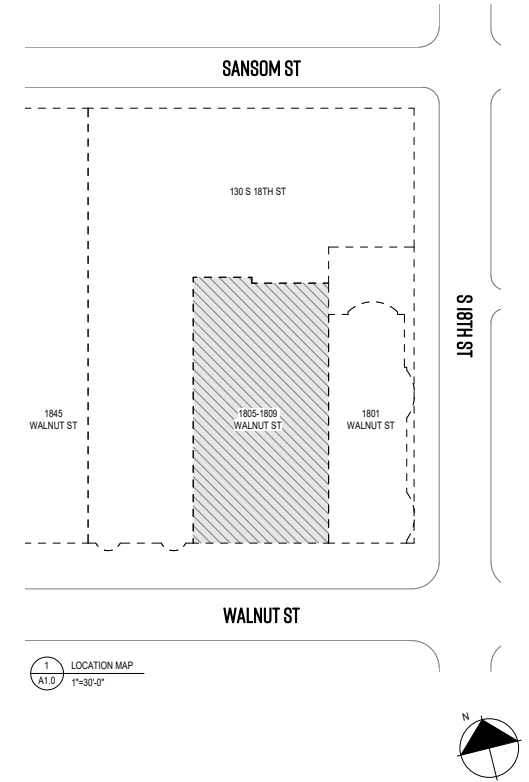 SANSOM ST
130 S 18TH ST
S 18TH ST
1845
WALNUT ST
1805-1809
WALNUT ST
1801
WALNUT ST
WALNUT ST
1
A1.0
LOCATION MAP
1"=30'-0"
N